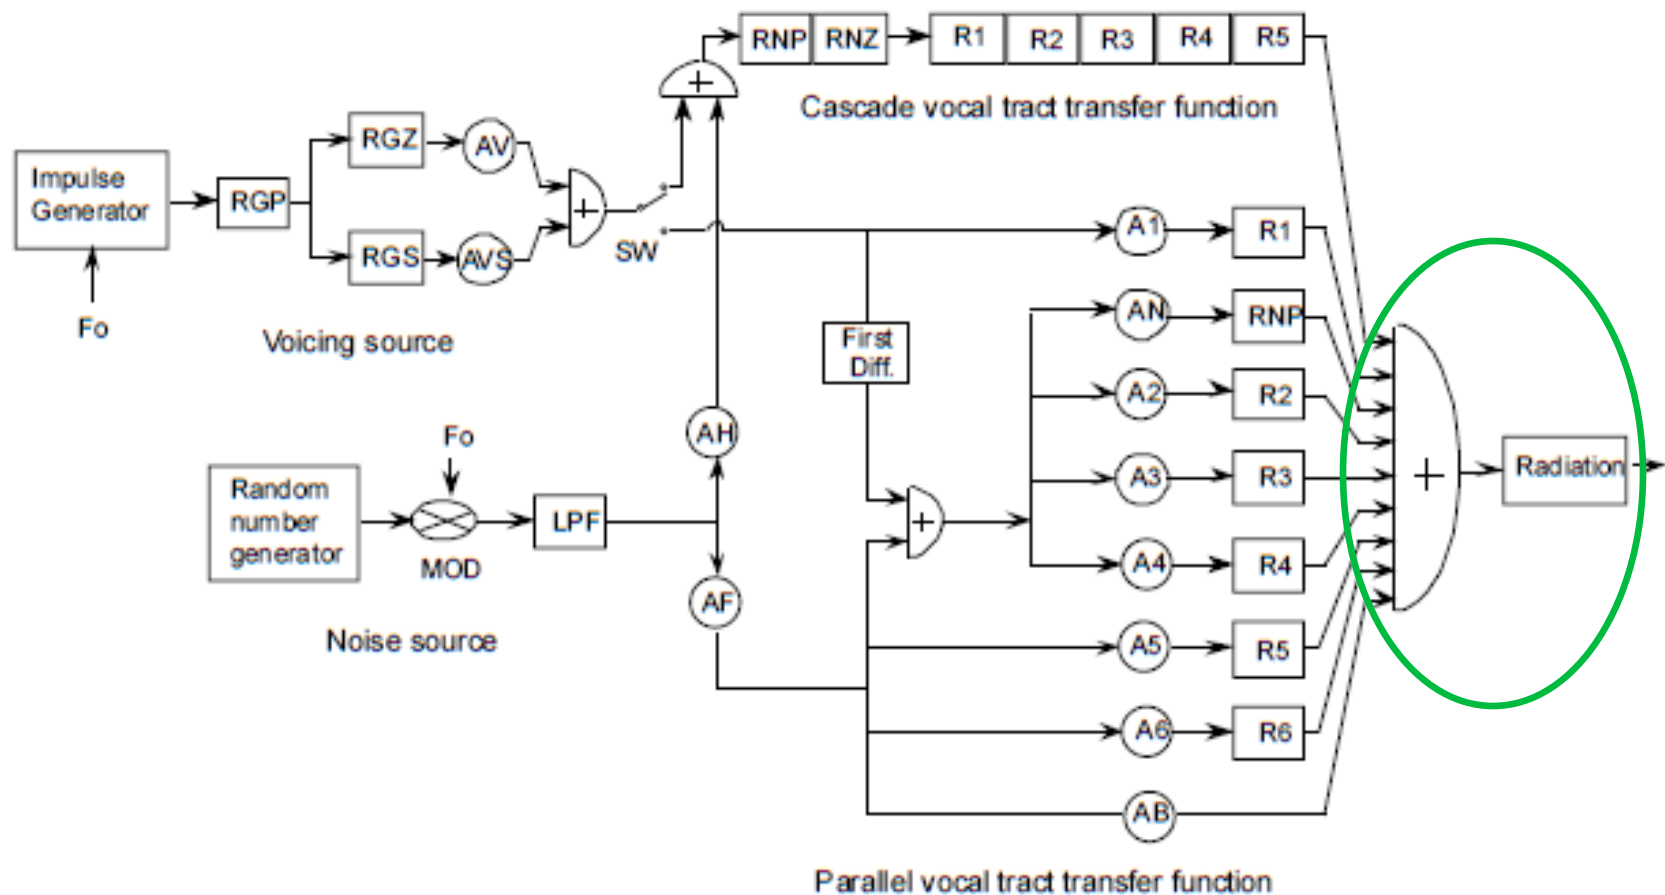 RNP RNZ R1 R2 R3 R4 R5
Cascade vocal tract transfer function
+
Impulse
Generator
RGP
RGZ
AV
RGS
AVS
+
SW
Fo
Voicing source
A1
R1
AN
RNP
First
Diff.
A2
R2
A3
R3
+
A4
R4
A5
R5
A6
R6
AB
+
Radiation
Fo
AH
Random
number
generator
MOD
LPF
AF
Noise source
Parallel vocal tract transfer function